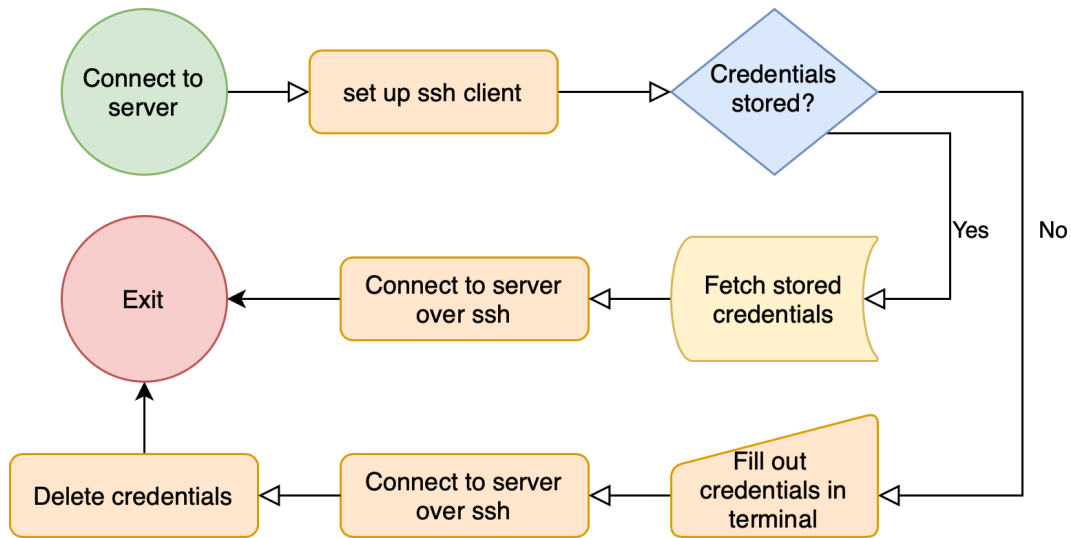 Connect to
server
set up ssh client
Credentials
stored?
Yes
No
Exit
Connect to server
over ssh
Fetch stored
credentials
Delete credentials
Connect to server
over ssh
Fill out
credentials in
terminal